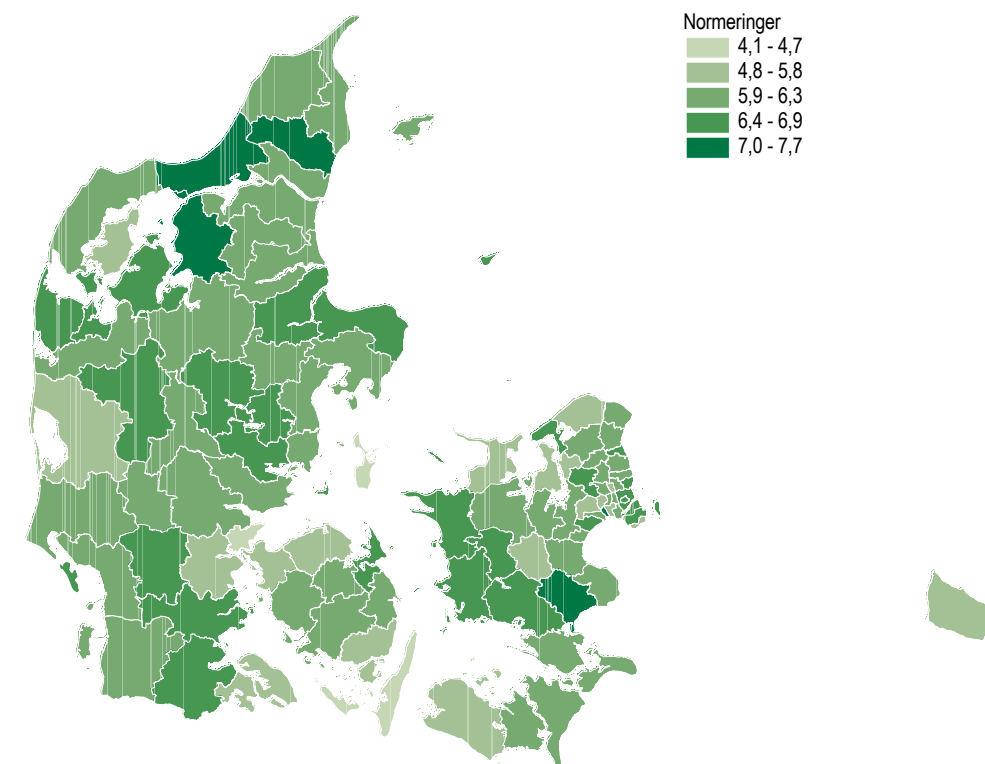 Normeringer
4,1 - 4,7
4,8 - 5,8
5,9 - 6,3
6,4 - 6,9
7,0 - 7,7